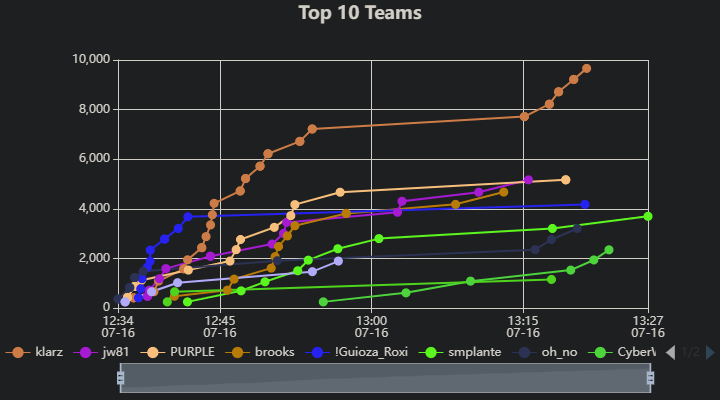 Top 10 Teams
10,000
8,000
6,000
4,000
2,000
0
12:34 12:45 13:00 13:15 13:27
07-16 07-16 07-16 07-16 07-16
klarz jw81 PURPLE brooks !Guioza_Roxi smplante oh_no Cyber 1/2